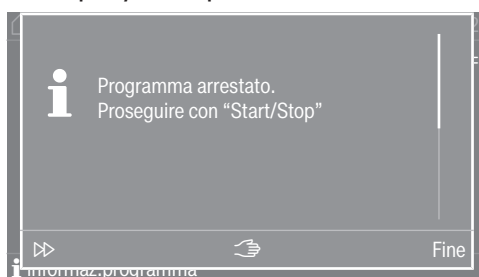 Programma arrestato.
Proseguire con “Start/Stop”
Fine
informaz.programma